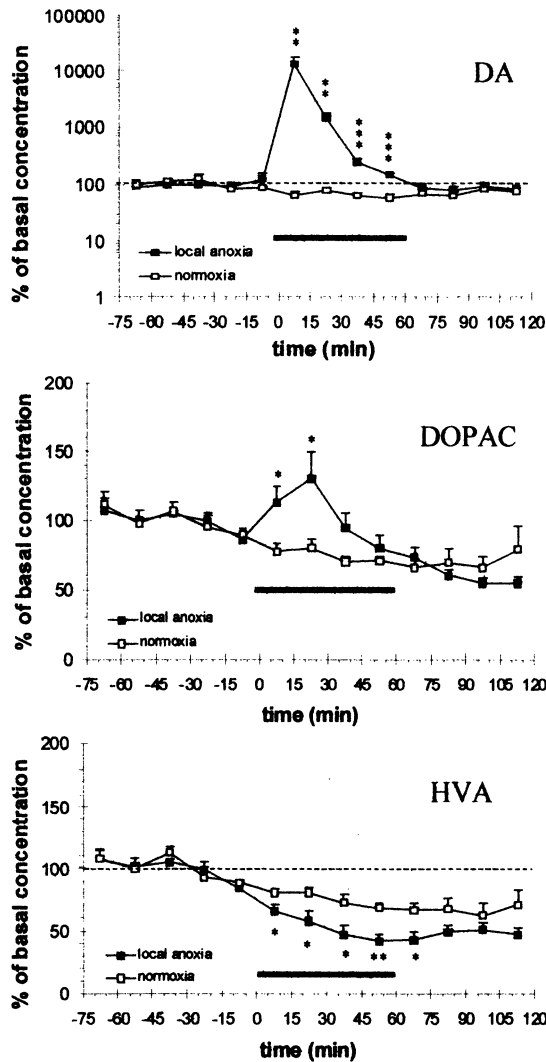 DA
% of basal concentration
100000
10000
1000
100
10
1
**
**
***
***
local anoxia
normoxia
-75 -60 -45 -30 -15 0 15 30 45 60 75 90 105 120
time (min)
DOPAC
% of basal concentration
200
150
100
50
0
*
*
local anoxia
normoxia
-75 -60 -45 -30 -15 0 15 30 45 60 75 90 105 120
time (min)
HVA
% of basal concentration
200
150
100
50
0
* * * ** *
local anoxia
normoxia
-75 -60 -45 -30 -15 0 15 30 45 60 75 90 105 120
time (min)